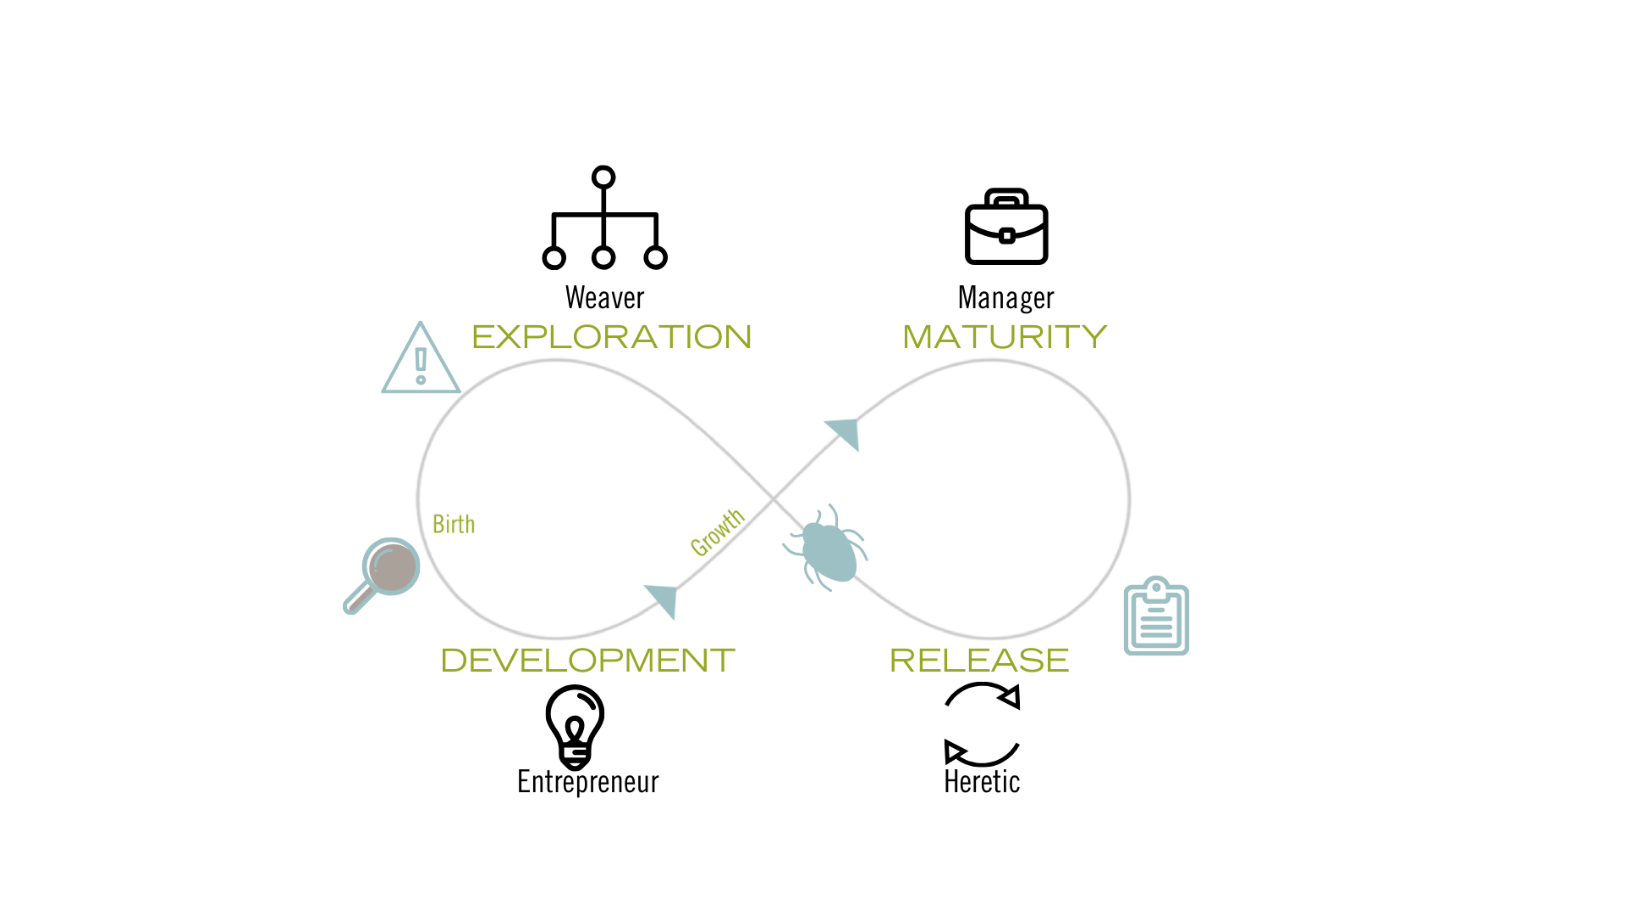 Weaver
EXPLORATION
Manager
MATURITY
Birth
Growth
DEVELOPMENT
Entrepreneur
RELEASE
Heretic